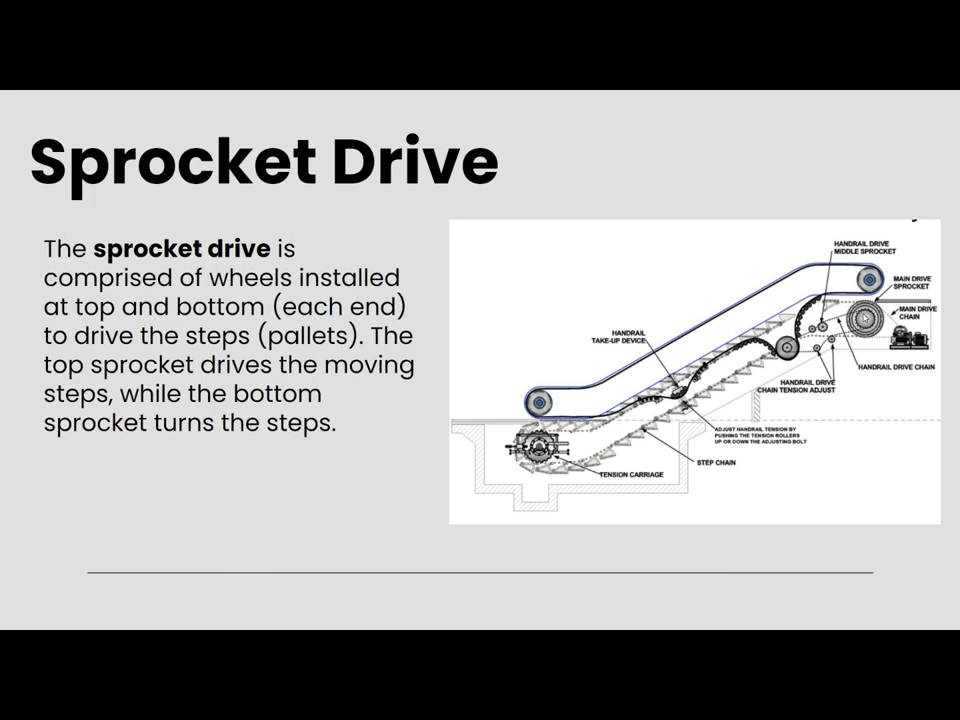 Sprocket Drive
The sprocket drive is
comprised of wheels installed
at top and bottom (each end)
to drive the steps (pallets). The
top sprocket drives the moving
steps, while the bottom
sprocket turns the steps.
HANDRAIL DRIVE
MIDDLE SPROCKET
MAIN DRIVE
SPROCKET
MAIN DRIVE
CHAIN
HANDRAIL
TAKE-UP DEVICE
HANDRAIL DRIVE CHAIN
HANDRAIL DRIVE
CHAIN TENSION ADJUST
ADJUST HANDRAIL TENSION BY
PUSHING THE TENSION ROLLERS
UP OR DOWN THE ADJUSTING BOLT
STEP CHAIN
TENSION CARRIAGE